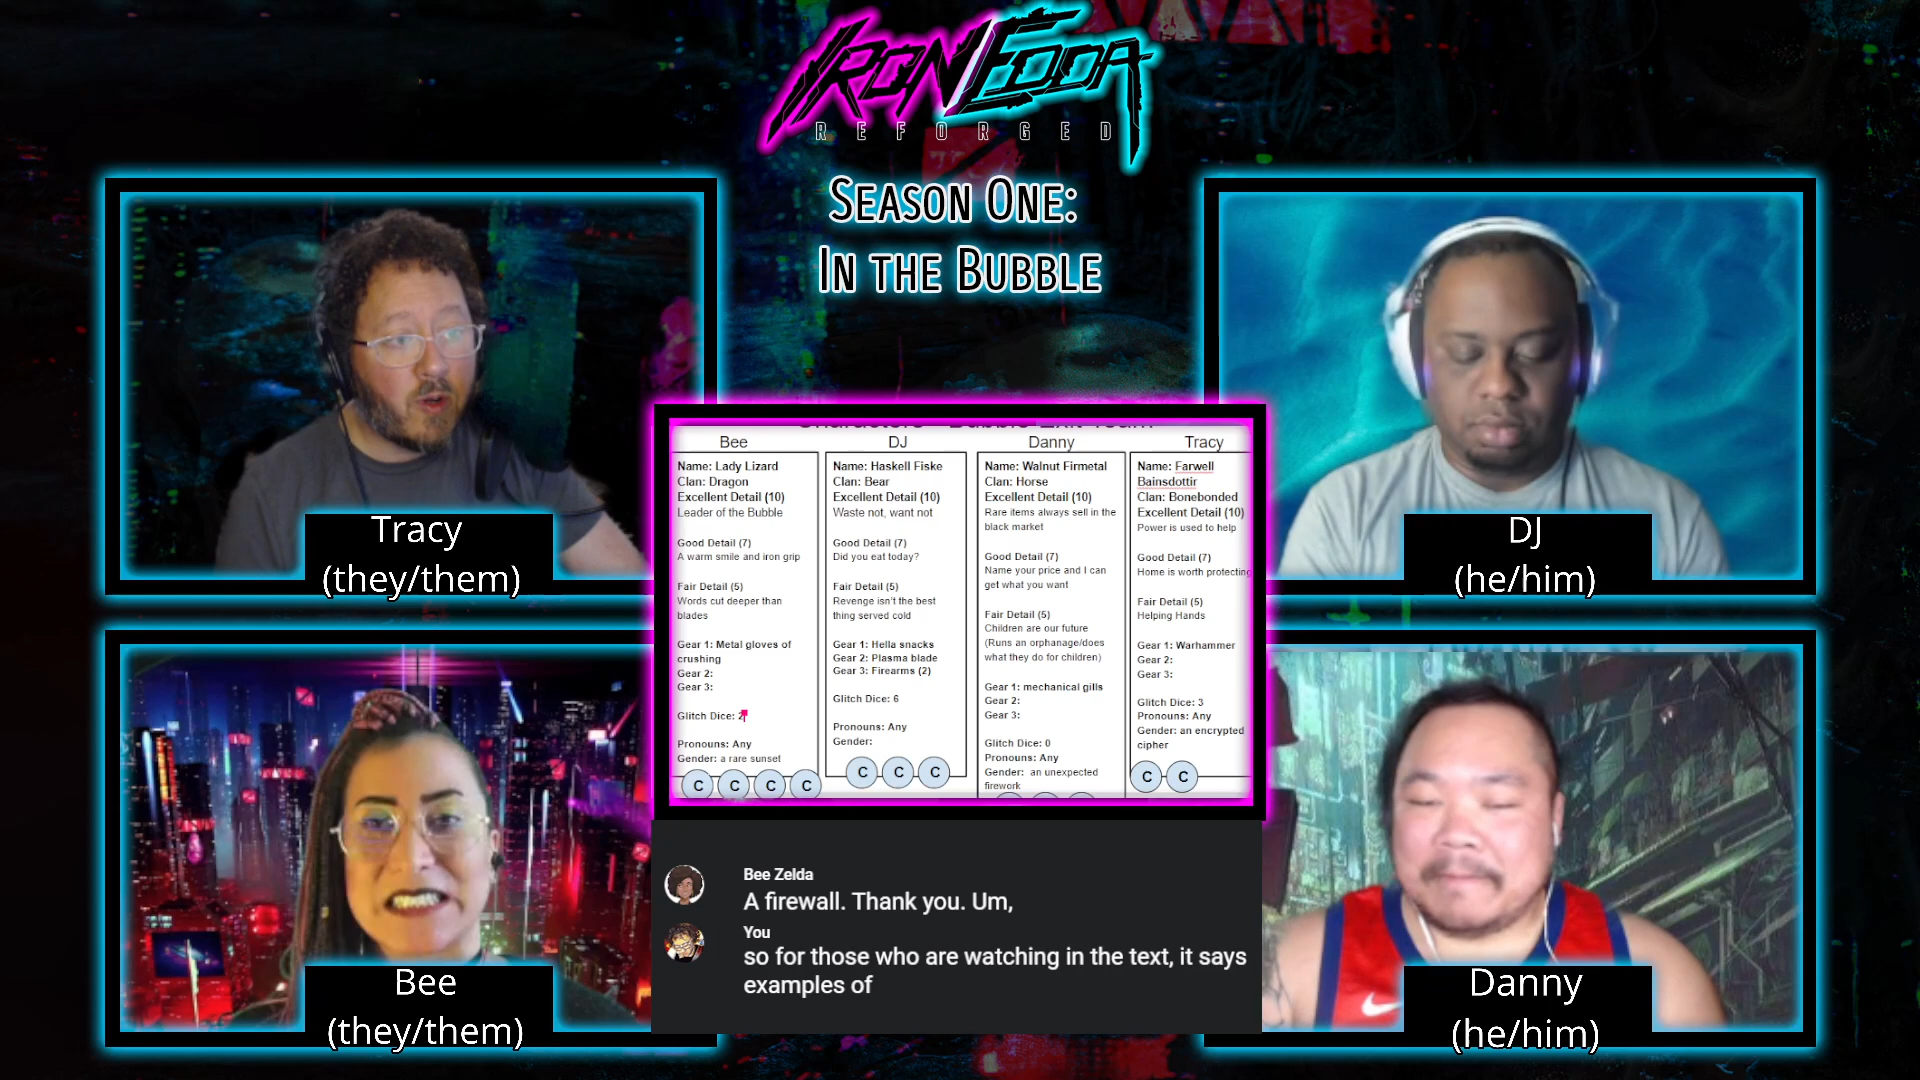 IRON EDDA
REFORGED
SEASON ONE:
IN THE BUBBLE
Tracy
(they/them)
DJ
(he/him)
Bee
(they/them)
Danny
(he/him)
Characters - Bubble Exit Team
Bee
Name: Lady Lizard
Clan: Dragon
Excellent Detail (10)
Leader of the Bubble
Good Detail (7)
A warm smile and iron grip
Fair Detail (5)
Words cut deeper than
blades
Gear 1: Metal gloves of
crushing
Gear 2:
Gear 3:
Glitch Dice: 2
Pronouns: Any
Gender: a rare sunset
C C C C
DJ
Name: Haskell Fiske
Clan: Bear
Excellent Detail (10)
Waste not, want not
Good Detail (7)
Did you eat today?
Fair Detail (5)
Revenge isn't the best
thing served cold
Gear 1: Hella snacks
Gear 2: Plasma blade
Gear 3: Firearms (2)
Glitch Dice: 6
Pronouns: Any
Gender:
C C C
Danny
Name: Walnut Firmetal
Clan: Horse
Excellent Detail (10)
Rare items always sell in the
black market
Good Detail (7)
Name your price and I can
get what you want
Fair Detail (5)
Children are our future
(Runs an orphanage/does
what they do for children)
Gear 1: mechanical gills
Gear 2:
Gear 3:
Glitch Dice: 0
Pronouns: Any
Gender: an unexpected
firework
Tracy
Name: Farwell
Bainsdottir
Clan: Bonebonded
Excellent Detail (10)
Power is used to help
Good Detail (7)
Home is worth protecting
Fair Detail (5)
Helping Hands
Gear 1: Warhammer
Gear 2:
Gear 3:
Glitch Dice: 3
Pronouns: Any
Gender: an encrypted
cipher
C C
Bee Zelda
A firewall. Thank you. Um,
You
so for those who are watching in the text, it says
examples of